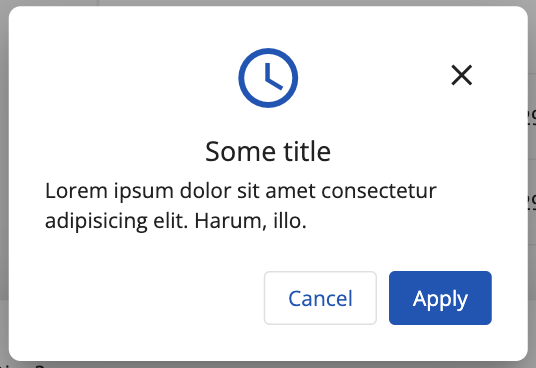 Some title
Lorem ipsum dolor sit amet consectetur
adipisicing elit. Harum, illo.
Cancel
Apply